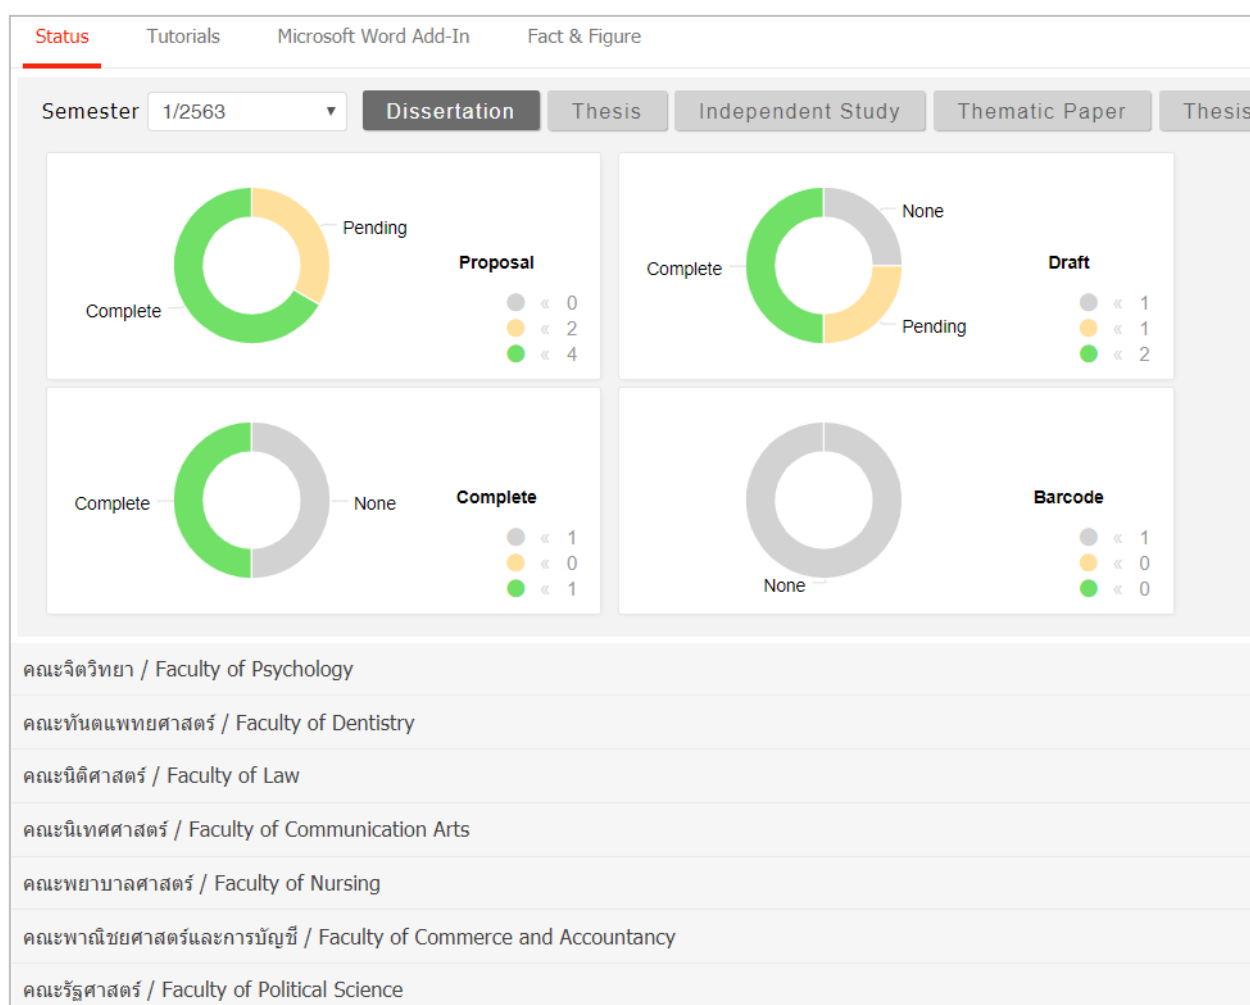 Status Tutorials Microsoft Word Add-In Fact & Figure
Semester 1/2563 Dissertation Thesis Independent Study Thematic Paper Thesis
Pending
Complete
Proposal
« 0
« 2
« 4
None
Complete
Pending
Draft
« 1
« 1
« 2
Complete
None
Complete
« 1
« 0
« 1
None
Barcode
« 1
« 0
« 0
คณะจิตวิทยา / Faculty of Psychology
คณะทันตแพทยศาสตร์ / Faculty of Dentistry
คณะนิติศาสตร์ / Faculty of Law
คณะนิเทศศาสตร์ / Faculty of Communication Arts
คณะพยาบาลศาสตร์ / Faculty of Nursing
คณะพาณิชยศาสตร์และการบัญชี / Faculty of Commerce and Accountancy
คณะรัฐศาสตร์ / Faculty of Political Science